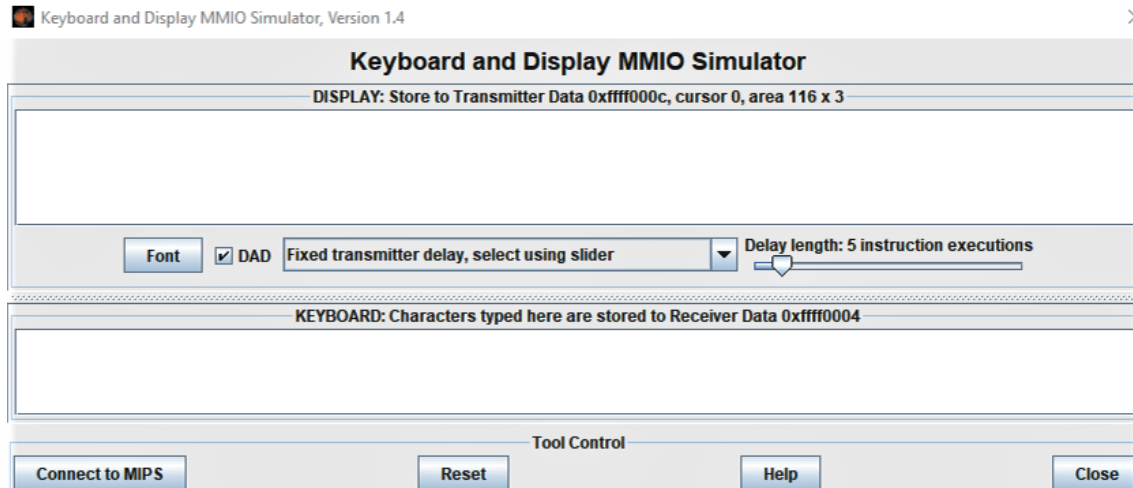 Keyboard and Display MMIO Simulator, Version 1.4
Keyboard and Display MMIO Simulator
DISPLAY: Store to Transmitter Data 0xffff000c, cursor 0, area 116 x 3
Font DAD Fixed transmitter delay, select using slider Delay length: 5 instruction executions
KEYBOARD: Characters typed here are stored to Receiver Data 0xffff0004
Tool Control
Connect to MIPS Reset Help Close